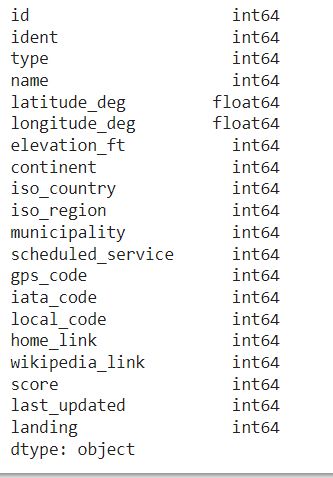 id int64
ident int64
type int64
name int64
latitude_deg float64
longitude_deg float64
elevation_ft int64
continent int64
iso_country int64
iso_region int64
municipality int64
scheduled_service int64
gps_code int64
iata_code int64
local_code int64
home_link int64
wikipedia_link int64
score int64
last_updated int64
landing int64
dtype: object